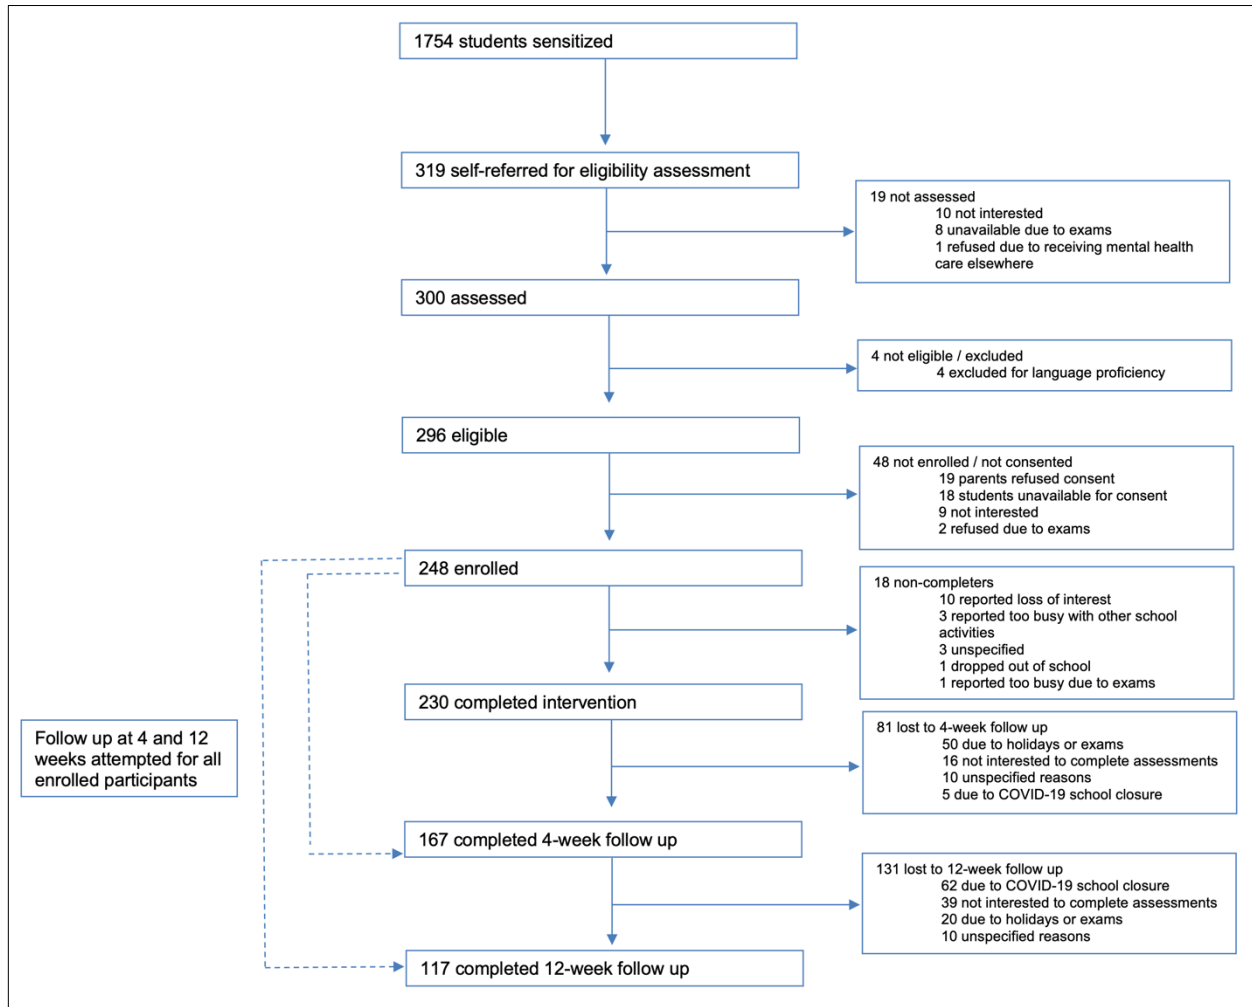 1754 students sensitized
319 self-referred for eligibility assessment
19 not assessed
10 not interested
8 unavailable due to exams
1 refused due to receiving mental health
care elsewhere
300 assessed
4 not eligible / excluded
4 excluded for language proficiency
296 eligible
48 not enrolled / not consented
19 parents refused consent
18 students unavailable for consent
9 not interested
2 refused due to exams
248 enrolled
18 non-completers
10 reported loss of interest
3 reported too busy with other school
activities
3 unspecified
1 dropped out of school
1 reported too busy due to exams
230 completed intervention
Follow up at 4 and 12
weeks attempted for all
enrolled participants
81 lost to 4-week follow up
50 due to holidays or exams
16 not interested to complete assessments
10 unspecified reasons
5 due to COVID-19 school closure
167 completed 4-week follow up
131 lost to 12-week follow up
62 due to COVID-19 school closure
39 not interested to complete assessments
20 due to holidays or exams
10 unspecified reasons
117 completed 12-week follow up